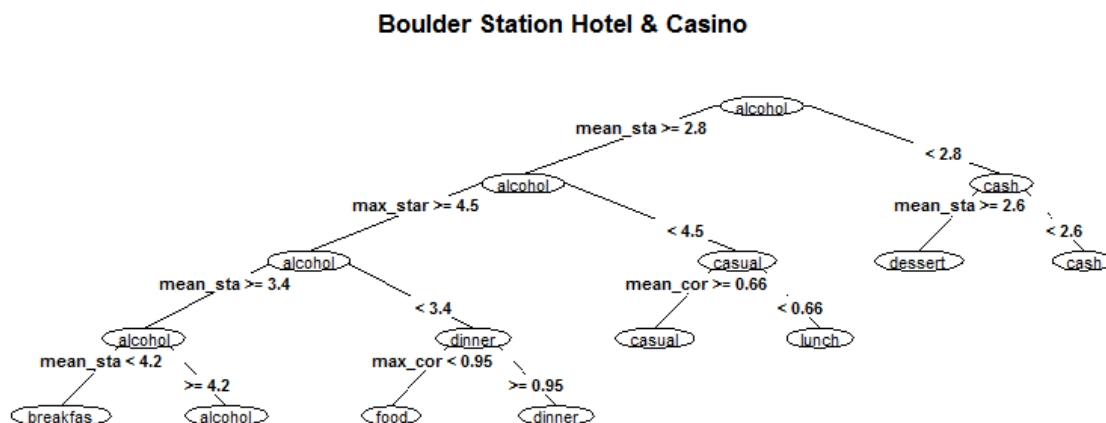 Boulder Station Hotel & Casino
alcohol
mean_sta >= 2.8
< 2.8
alcohol
cash
max_star >= 4.5
mean_sta >= 2.6
< 4.5
< 2.6
alcohol
casual
dessert
cash
mean_sta >= 3.4
mean_cor >= 0.66
< 3.4
< 0.66
alcohol
dinner
casual
lunch
mean_sta < 4.2
max_cor < 0.95
>= 4.2
>= 0.95
breakfas
alcohol
food
dinner